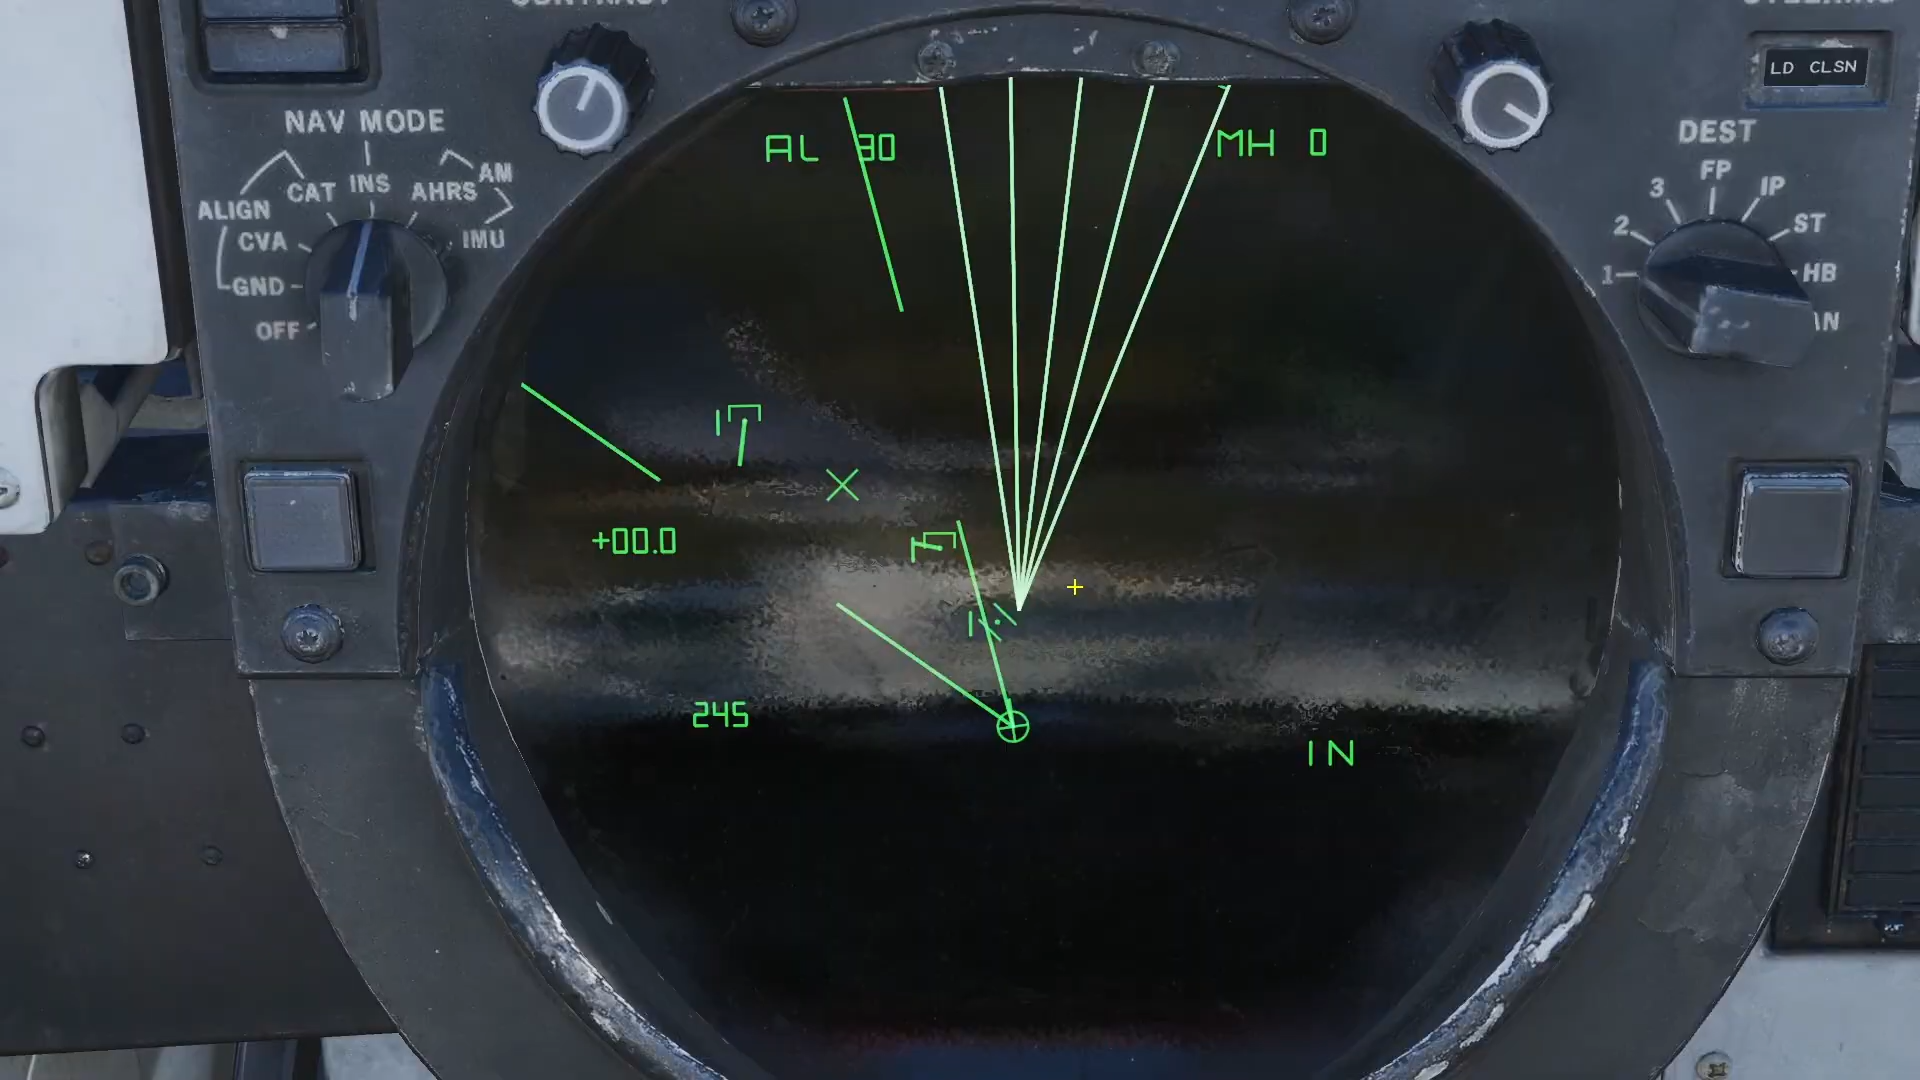 LD CLSN
NAV MODE
DEST
AL 30
MH 0
CAT
INS
AHRS
AM
ALIGN
CVA
IMU
GND
OFF
FP
3
IP
2
ST
1
HB
+00.0
245
IN